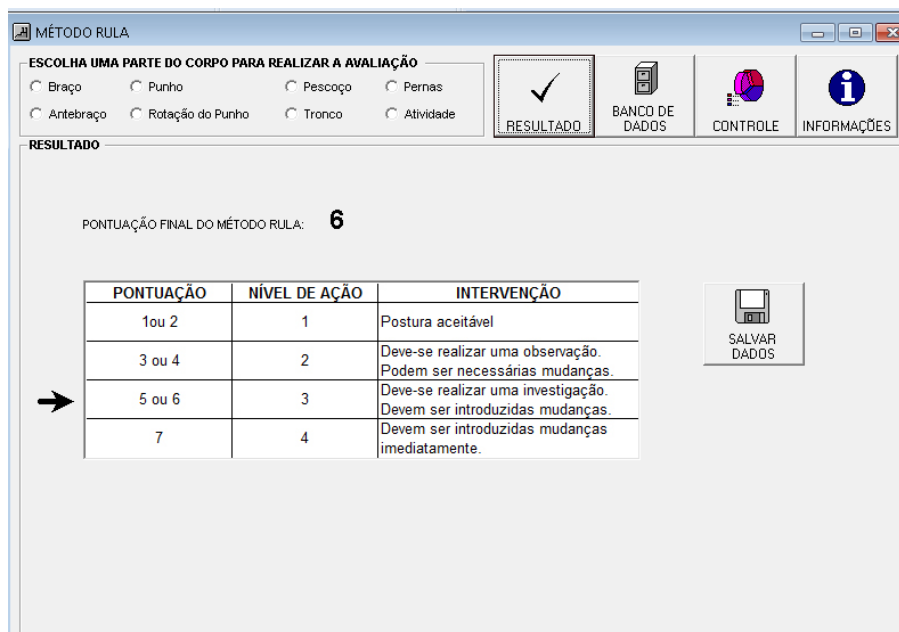 MÉTODO RULA
ESCOLHA UMA PARTE DO CORPO PARA REALIZAR A AVALIAÇÃO
Braço Punho Pescoço Pernas
Antebraço Rotação do Punho Tronco Atividade
RESULTADO
BANCO DE
DADOS
CONTROLE
INFORMAÇÕES
RESULTADO
PONTUAÇÃO FINAL DO MÉTODO RULA: 6
PONTUAÇÃO NÍVEL DE AÇÃO INTERVENÇÃO
1ou 2 1 Postura aceitável
3 ou 4 2 Deve-se realizar uma observação.
Podem ser necessárias mudanças.
5 ou 6 3 Deve-se realizar uma investigação.
Devem ser introduzidas mudanças.
7 4 Devem ser introduzidas mudanças
imediatamente.
SALVAR
DADOS